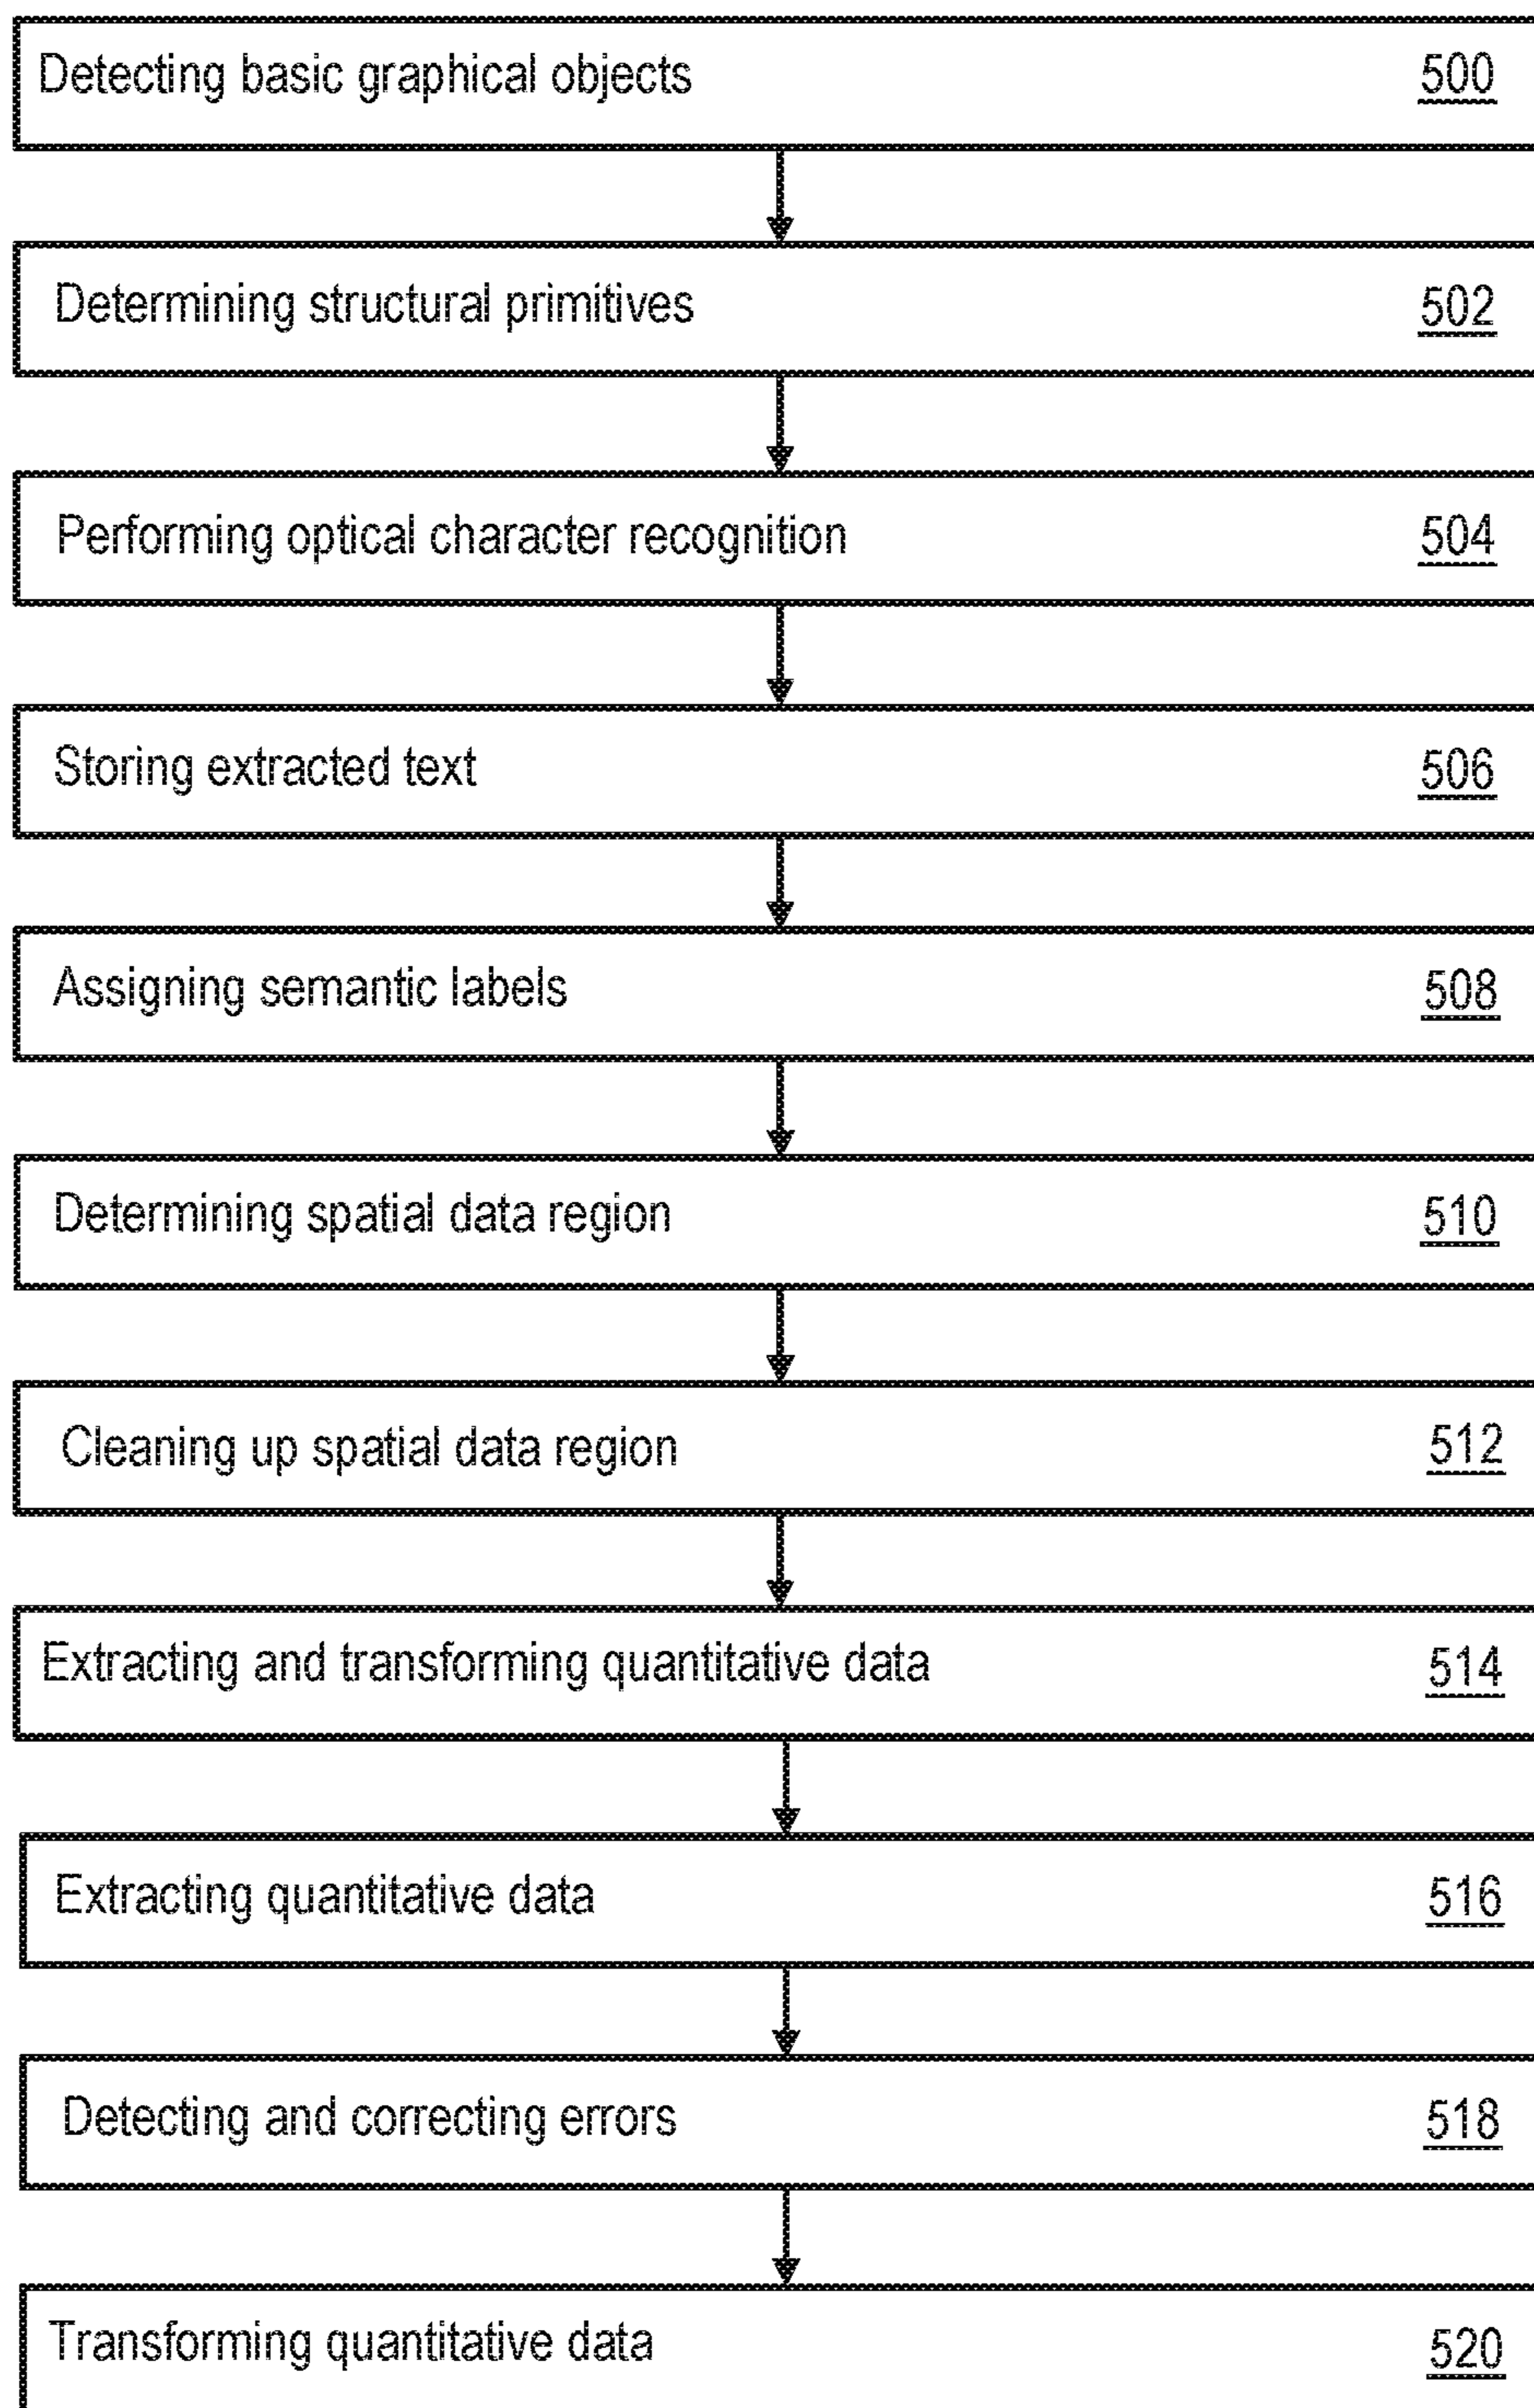 Detecting basic graphical objects 500
Determining structural primitives 502
Performing optical character recognition 504
Storing extracted text 506
Assigning semantic labels 508
Determining spatial data region 510
Cleaning up spatial data region 512
Extracting and transforming quantitative data 514
Extracting quantitative data 516
Detecting and correcting errors 518
Transforming quantitative data 520